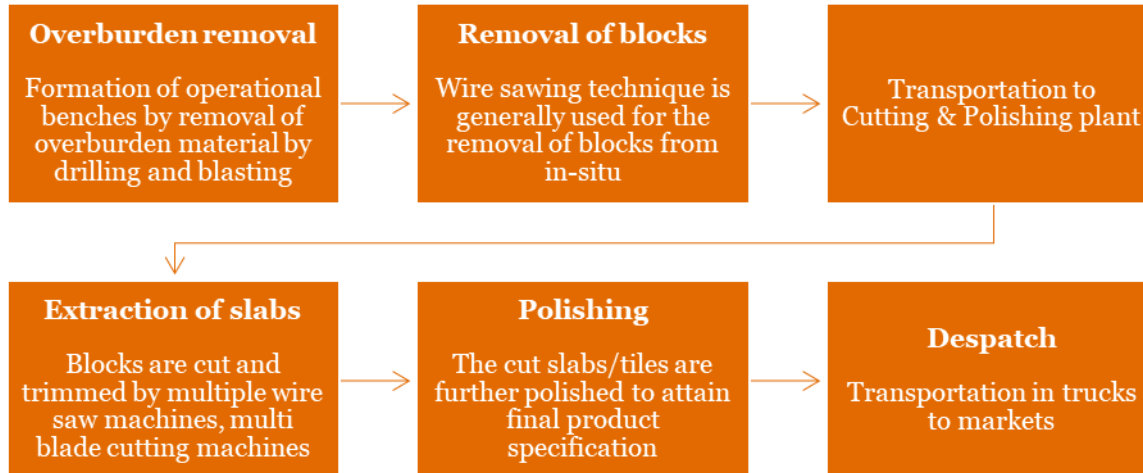 Overburden removal
Formation of operational
benches by removal of
overburden material by
drilling and blasting
Removal of blocks
Wire sawing technique is
generally used for the
removal of blocks from
in-situ
Transportation to
Cutting & Polishing plant
Extraction of slabs
Blocks are cut and
trimmed by multiple wire
saw machines, multi
blade cutting machines
Polishing
The cut slabs/tiles are
further polished to attain
final product
specification
Despatch
Transportation in trucks
to markets